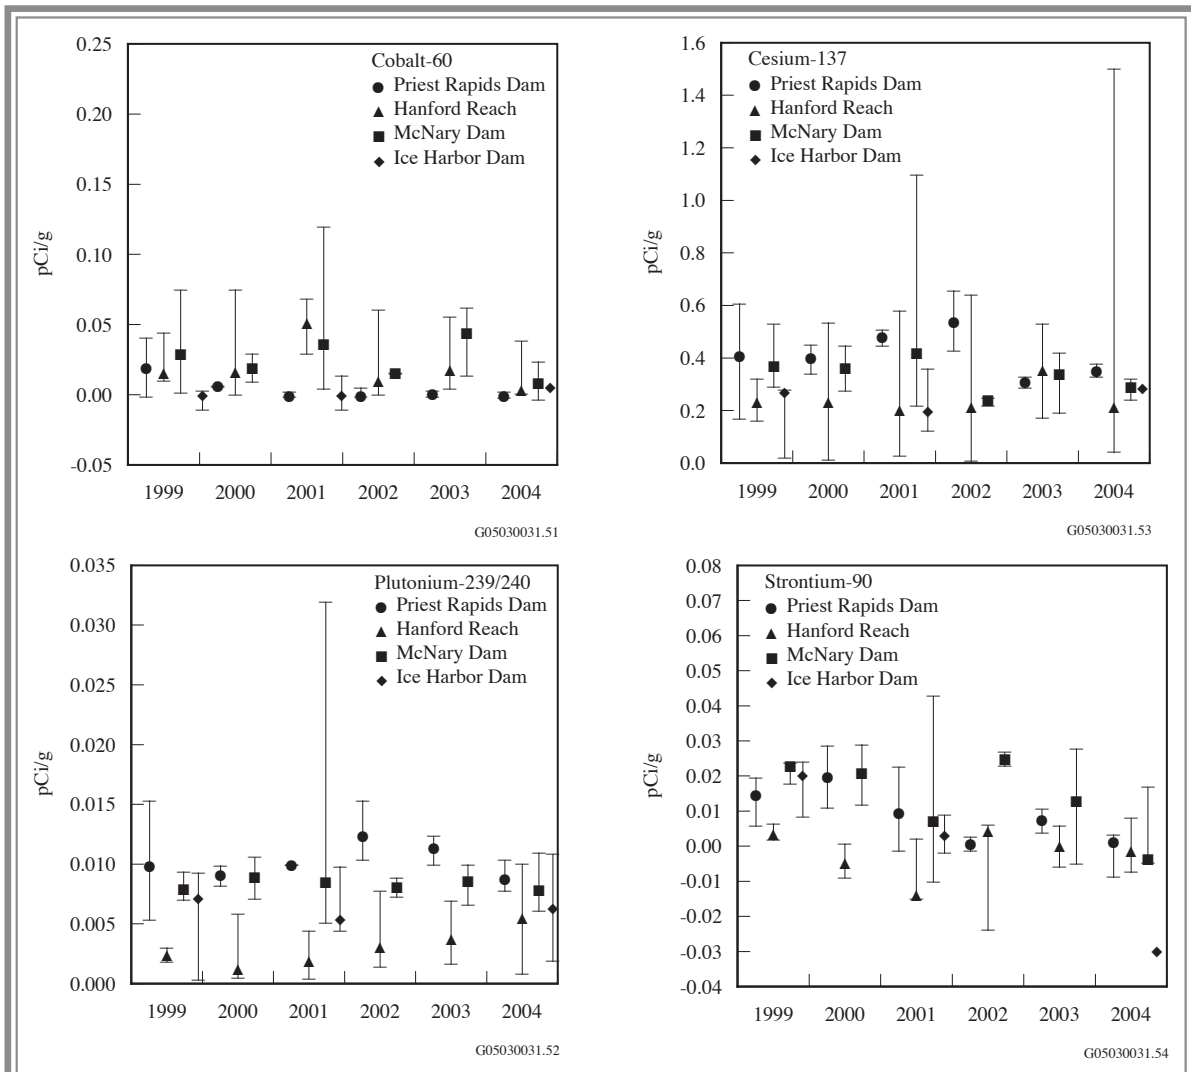 Cobalt-60
Priest Rapids Dam
Hanford Reach
McNary Dam
Ice Harbor Dam
pCi/g
0.25
0.20
0.15
0.10
0.05
0.00
-0.05
1999 2000 2001 2002 2003 2004
G05030031.51
Cesium-137
Priest Rapids Dam
Hanford Reach
McNary Dam
Ice Harbor Dam
pCi/g
1.6
1.4
1.2
1.0
0.8
0.6
0.4
0.2
0.0
1999 2000 2001 2002 2003 2004
G05030031.53
Plutonium-239/240
Priest Rapids Dam
Hanford Reach
McNary Dam
Ice Harbor Dam
pCi/g
0.035
0.030
0.025
0.020
0.015
0.010
0.005
0.000
1999 2000 2001 2002 2003 2004
G05030031.52
Strontium-90
Priest Rapids Dam
Hanford Reach
McNary Dam
Ice Harbor Dam
pCi/g
0.08
0.07
0.06
0.05
0.04
0.03
0.02
0.01
0.00
-0.01
-0.02
-0.03
-0.04
1999 2000 2001 2002 2003 2004
G05030031.54